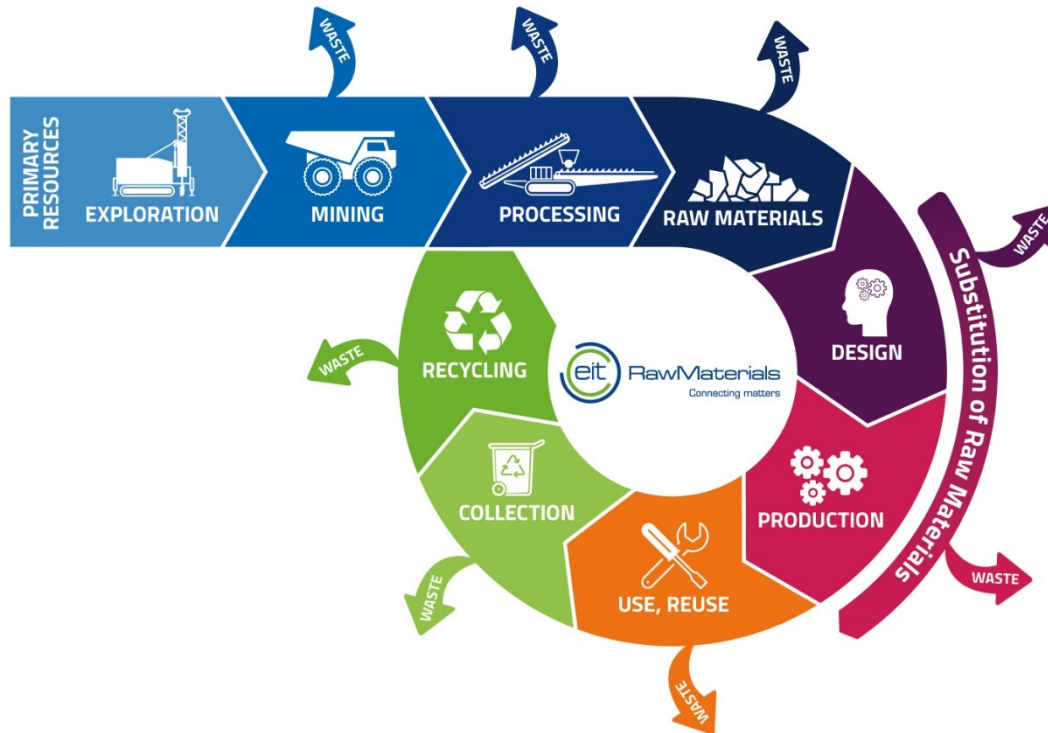 WASTE
WASTE
WASTE
PRIMARY
RESOURCES
EXPLORATION
MINING
PROCESSING
RAW MATERIALS
WASTE
Substitution of Raw Materials
DESIGN
RECYCLING
WASTE
eit RawMaterials
Connecting matters
COLLECTION
PRODUCTION
USE, REUSE
WASTE
WASTE
WASTE